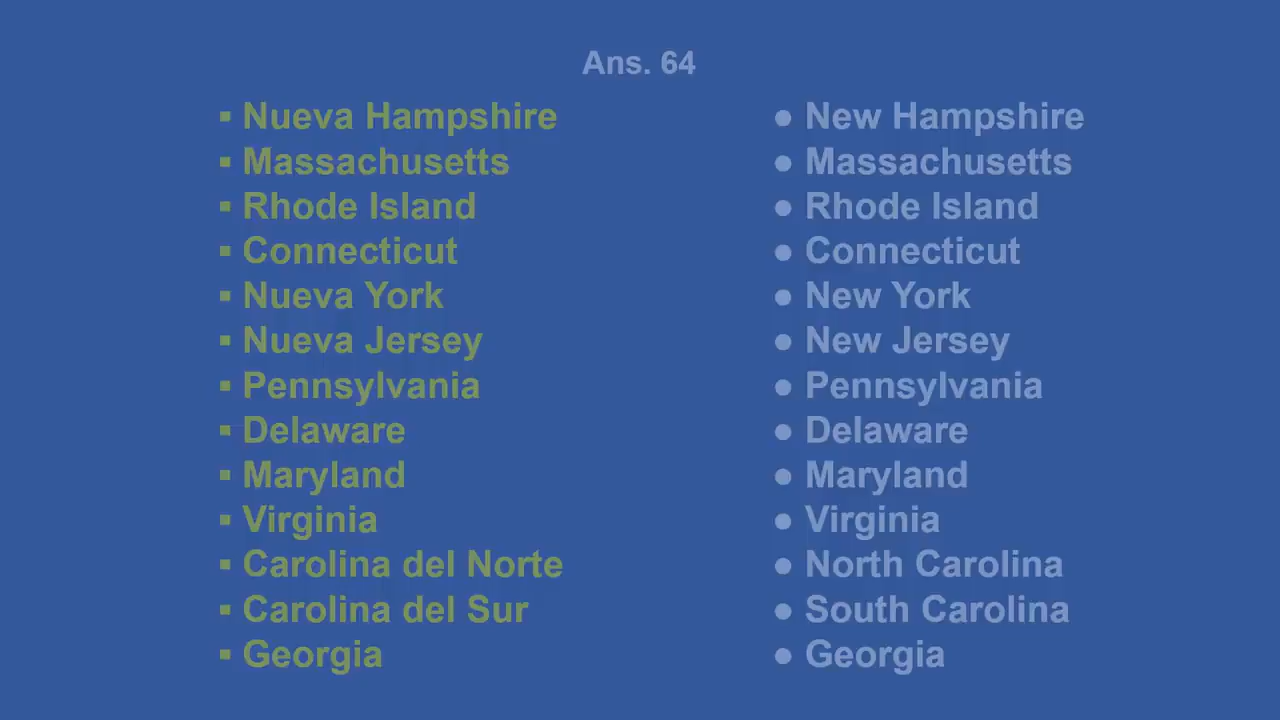 Ans. 64
▪ Nueva Hampshire
▪ Massachusetts
▪ Rhode Island
▪ Connecticut
▪ Nueva York
▪ Nueva Jersey
▪ Pennsylvania
▪ Delaware
▪ Maryland
▪ Virginia
▪ Carolina del Norte
▪ Carolina del Sur
▪ Georgia
● New Hampshire
● Massachusetts
● Rhode Island
● Connecticut
● New York
● New Jersey
● Pennsylvania
● Delaware
● Maryland
● Virginia
● North Carolina
● South Carolina
● Georgia